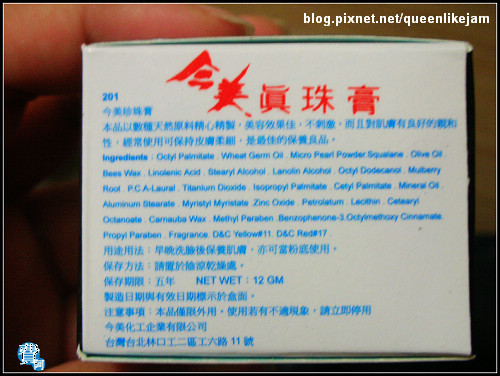 blog.pixnet.net/queenlikejam
今美真珠膏
201
今美珍珠膏
本品以數種天然原料精心精製，美容效果佳，不刺激，而且對肌膚有良好的親和
性，經常使用可保持皮膚柔細，是最佳的保養良品。
Ingredients : Octyl Palmitate . Wheat Germ Oil . Micro Pearl Powder.Squalane . Olive Oil .
Bees Wax . Linolenic Acid . Stearyl Alcohol . Lanolin Alcohol . Octyl Dodecanol . Mulberry
Root . P.C.A-Laural . Titanium Dioxide . Isopropyl Palmitate . Cetyl Palmitate . Mineral Oil .
Aluminum Stearate . Myristyl Myristate .Zinc Oxide . Petrolatum . Lecithin . Cetearyl
Octanoate . Carnauba Wax . Methyl Paraben .Benzophenone-3.Octylmethoxy Cinnamate.
Propyl Paraben . Fragrance. D&C Yellow#11. D&C Red#17 .
用途用法：早晚洗臉後保養肌膚，亦可當粉底使用。
保存方法：請置於陰涼乾燥處。
保存期限：五年 NET WET : 12 GM
製造日期與有效日期標示於盒面。
注意事項：本品僅限外用，使用若有不適現象，請立即停用
今美化工企業有限公司
台灣台北林口工二區工六路11號